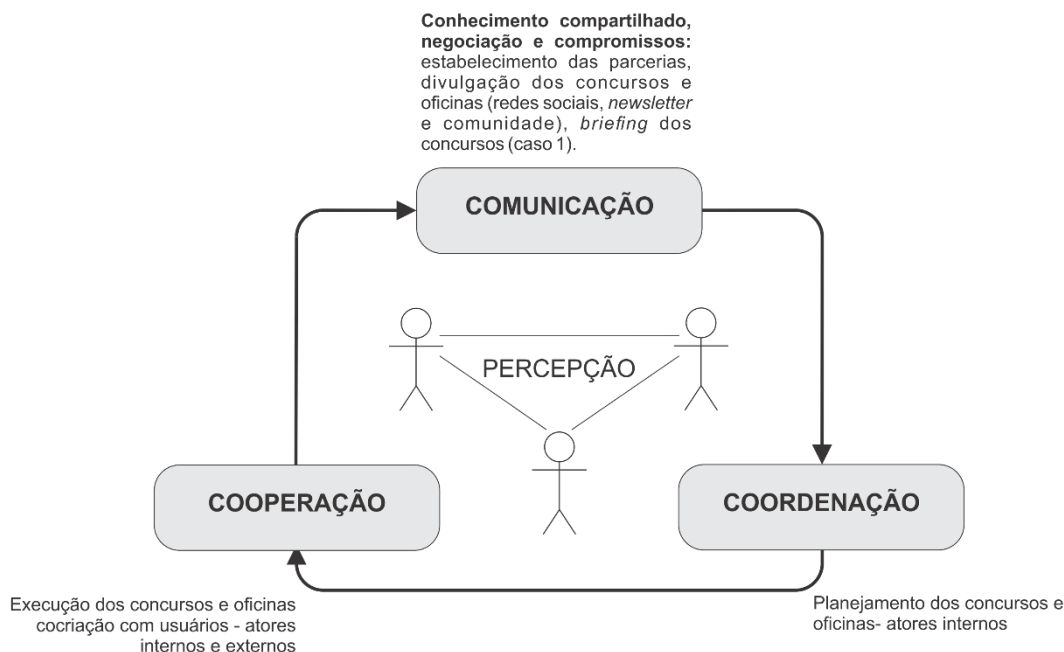 Conhecimento compartilhado,
negociação e compromissos:
estabelecimento das parcerias,
divulgação dos concursos e
oficinas (redes sociais, newsletter
e comunidade), briefing dos
concursos (caso 1).
COMUNICAÇÃO
PERCEPÇÃO
COOPERAÇÃO
COORDENAÇÃO
Execução dos concursos e oficinas
cocriação com usuários - atores
internos e externos
Planejamento dos concursos e
oficinas- atores internos